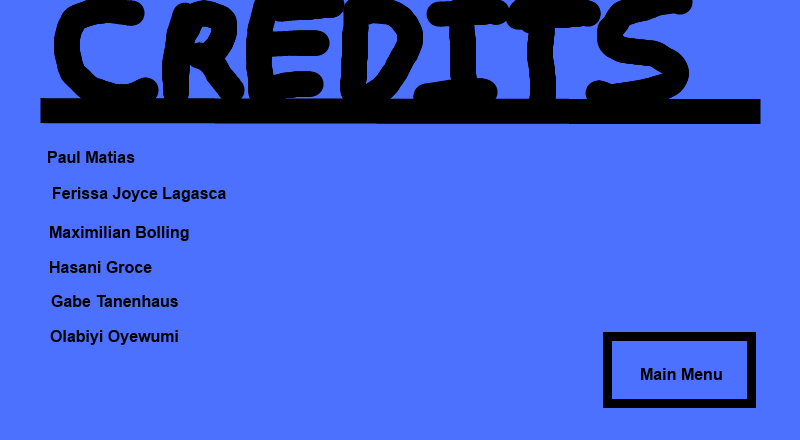 CREDITS
Paul Matias
Ferissa Joyce Lagasca
Maximilian Bolling
Hasani Groce
Gabe Tanenhaus
Olabiyi Oyewumi
Main Menu